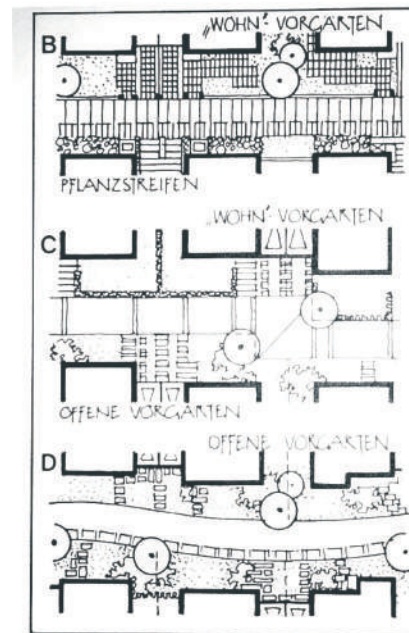 B „WOHN“-VORGARTEN
PFLANZSTREIFEN
„WOHN“-VORGARTEN
C
OFFENE VORGARTEN
OFFENE VORGARTEN
D